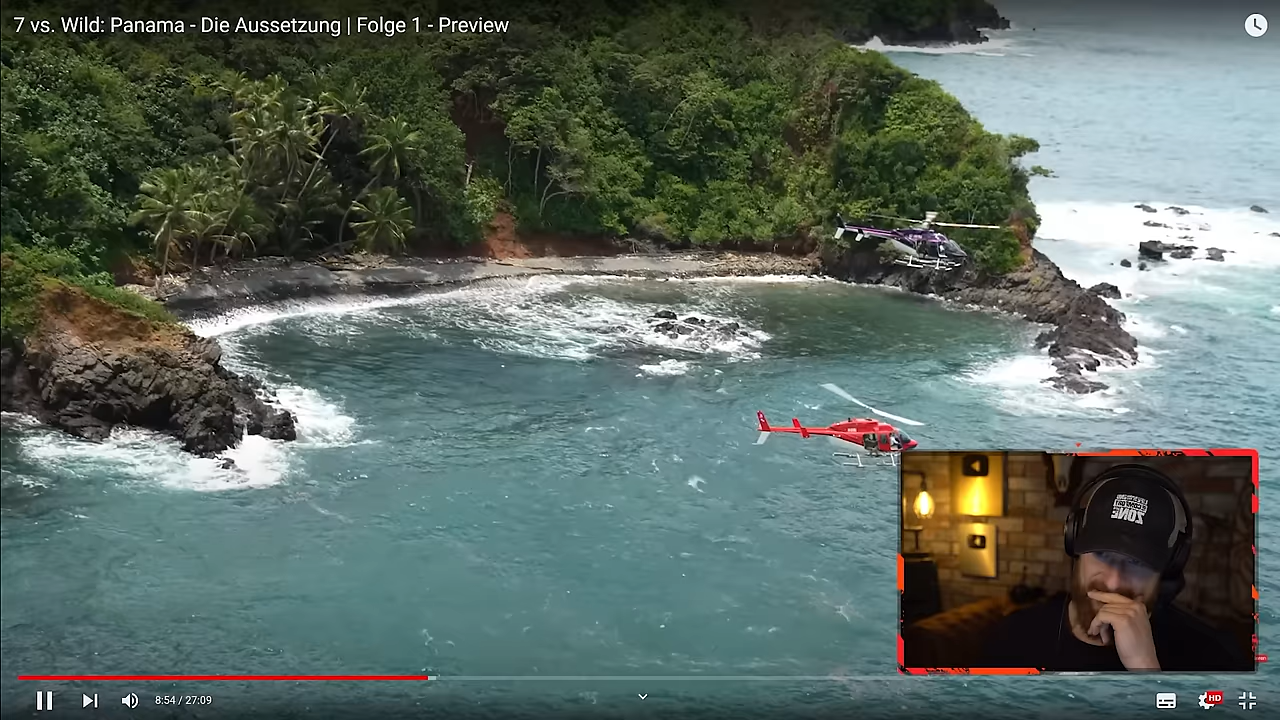 7 vs. Wild: Panama - Die Aussetzung | Folge 1 - Preview
ZONE
8:54 / 27:09
HD